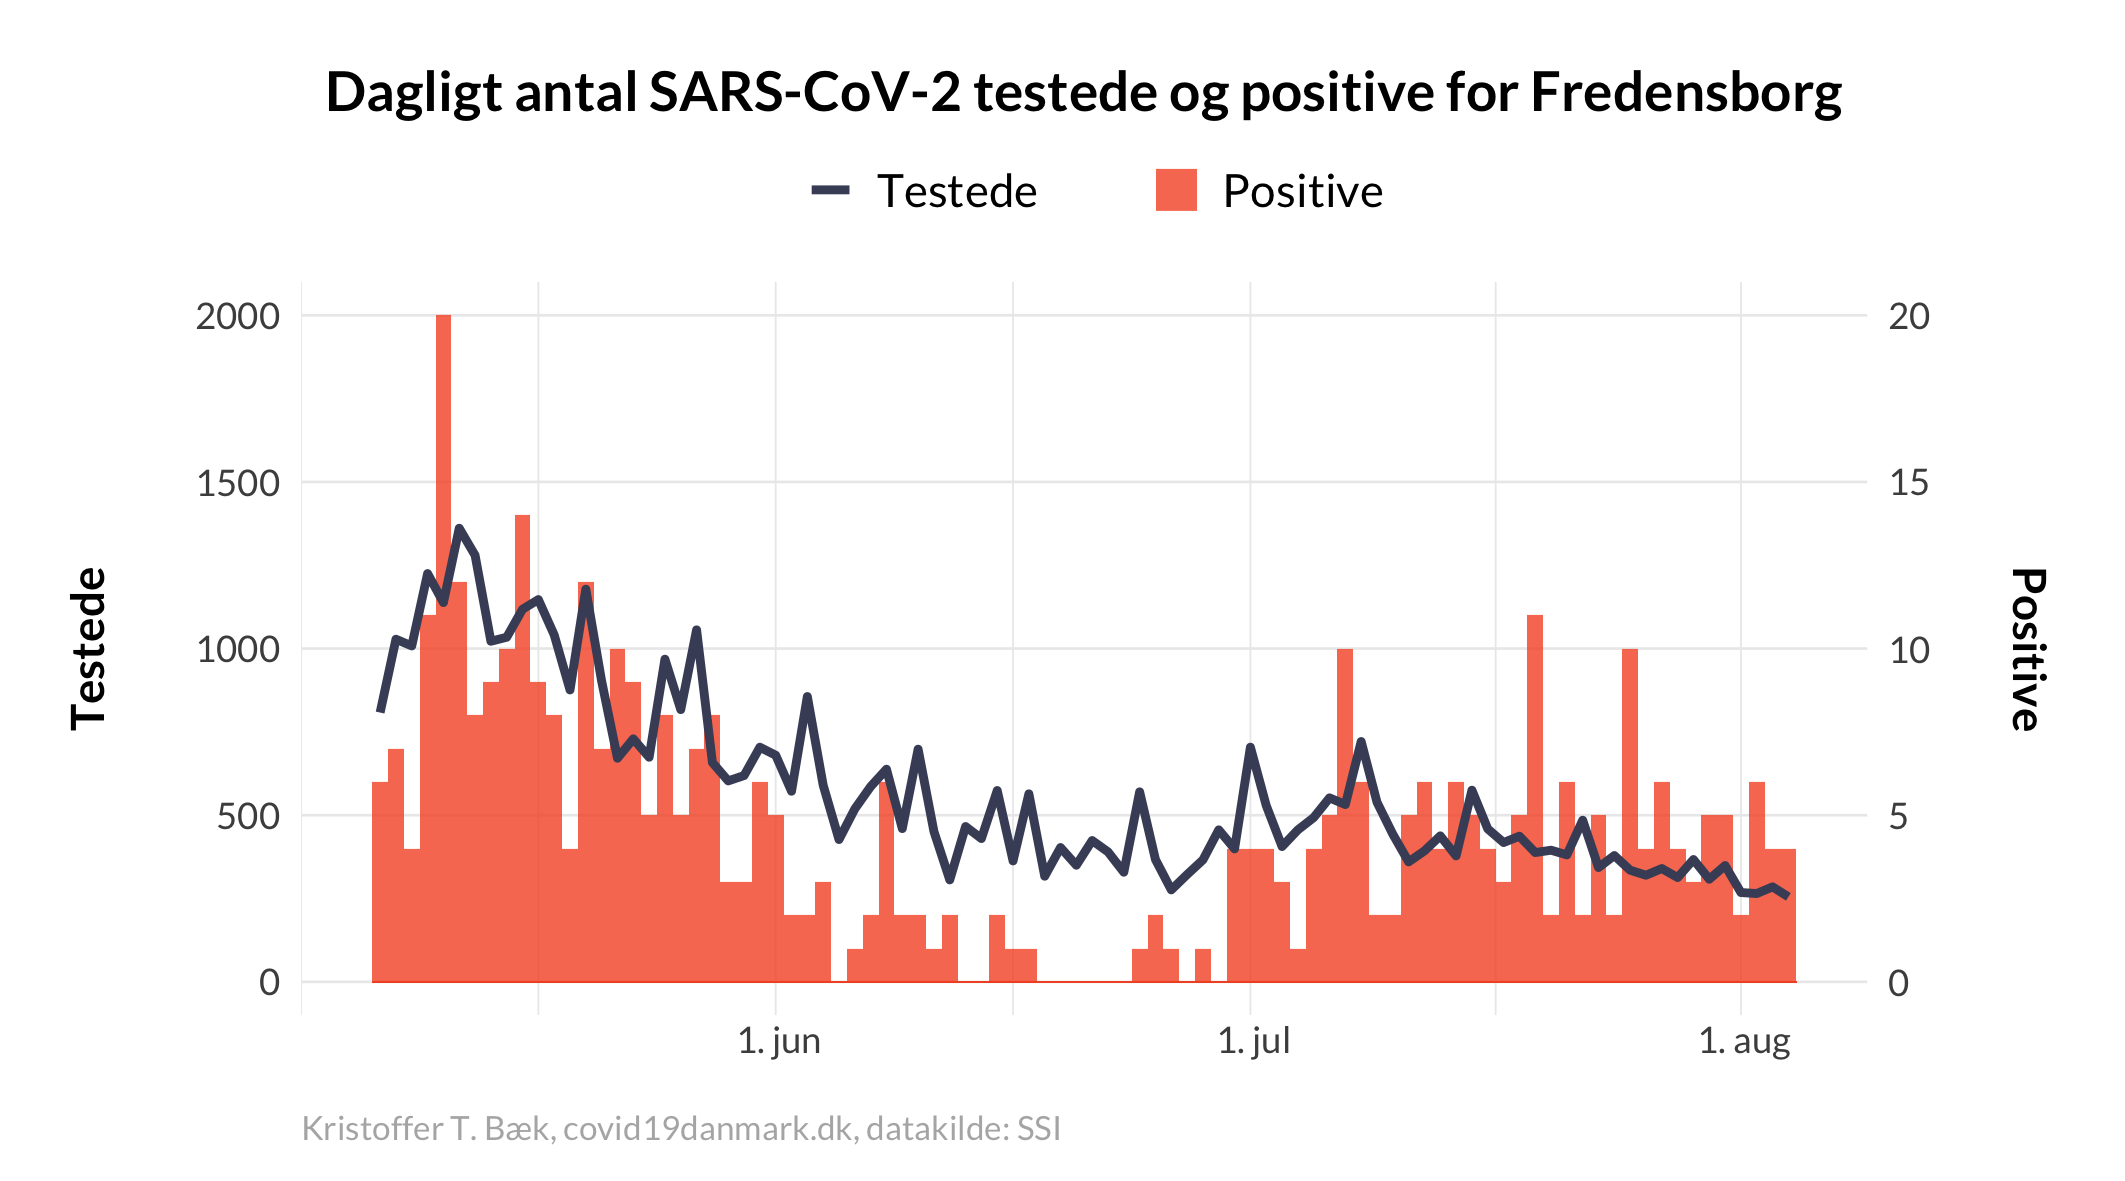 Dagligt antal SARS-CoV-2 testede og positive for Fredensborg
Testede
Positive
2000
1500
1000
500
0
Testede
20
15
10
5
0
Positive
1. jun
1. jul
1. aug
Kristoffer T. Bæk, covid19danmark.dk, datakilde: SSI